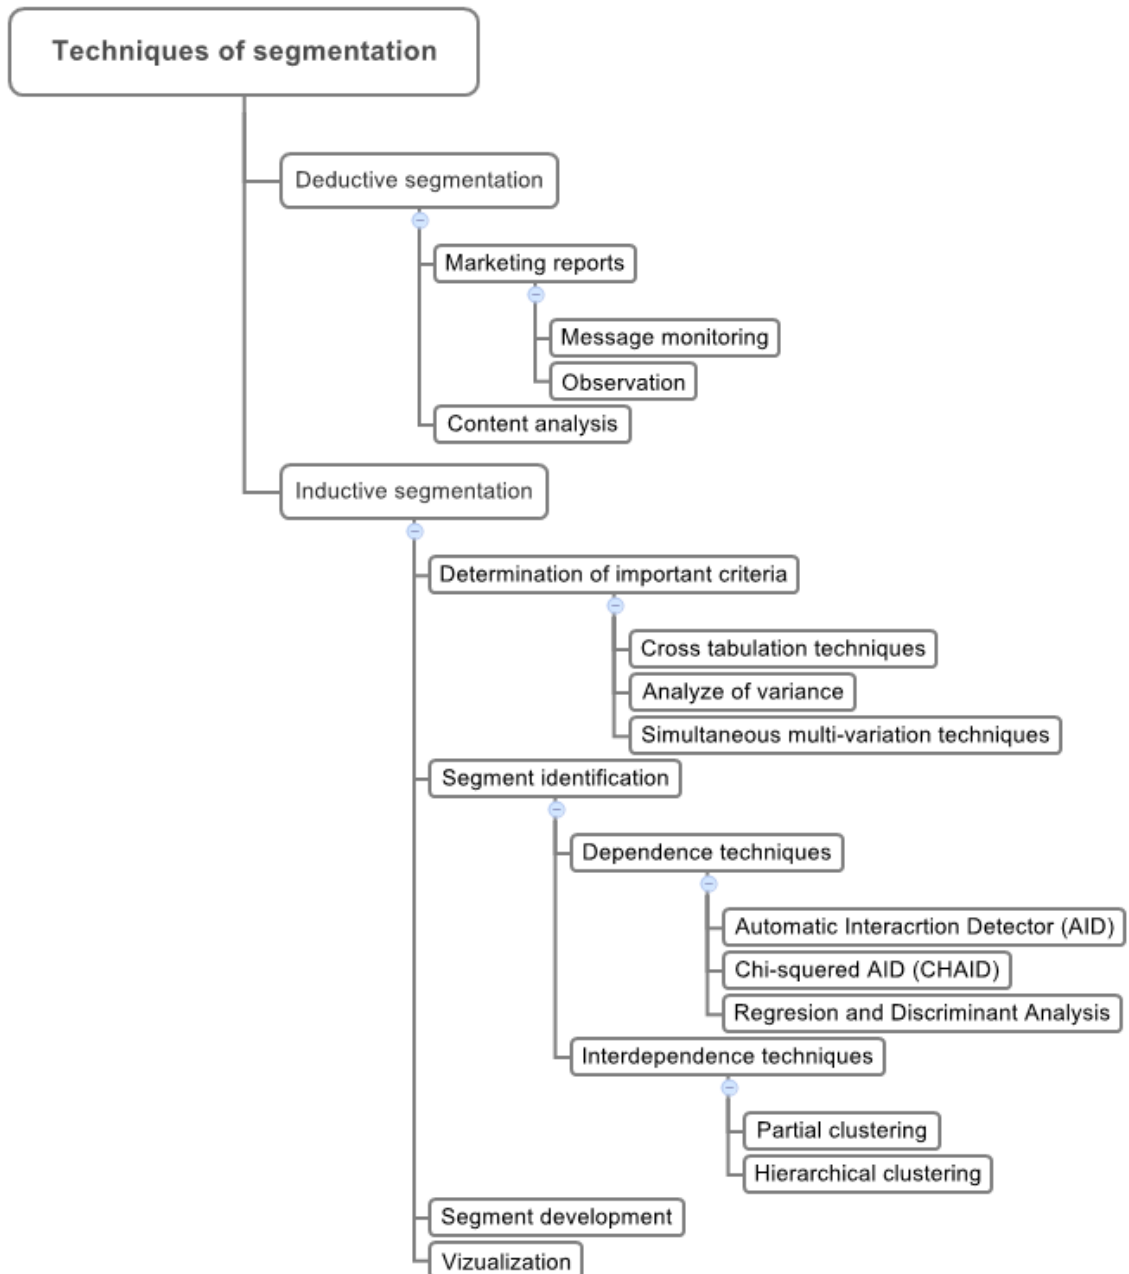 Techniques of segmentation
Deductive segmentation
Marketing reports
Message monitoring
Observation
Content analysis
Inductive segmentation
Determination of important criteria
Cross tabulation techniques
Analyze of variance
Simultaneous multi-variation techniques
Segment identification
Dependence techniques
Automatic Interacrtion Detector (AID)
Chi-squered AID (CHAID)
Regresion and Discriminant Analysis
Interdependence techniques
Partial clustering
Hierarchical clustering
Segment development
Vizualization